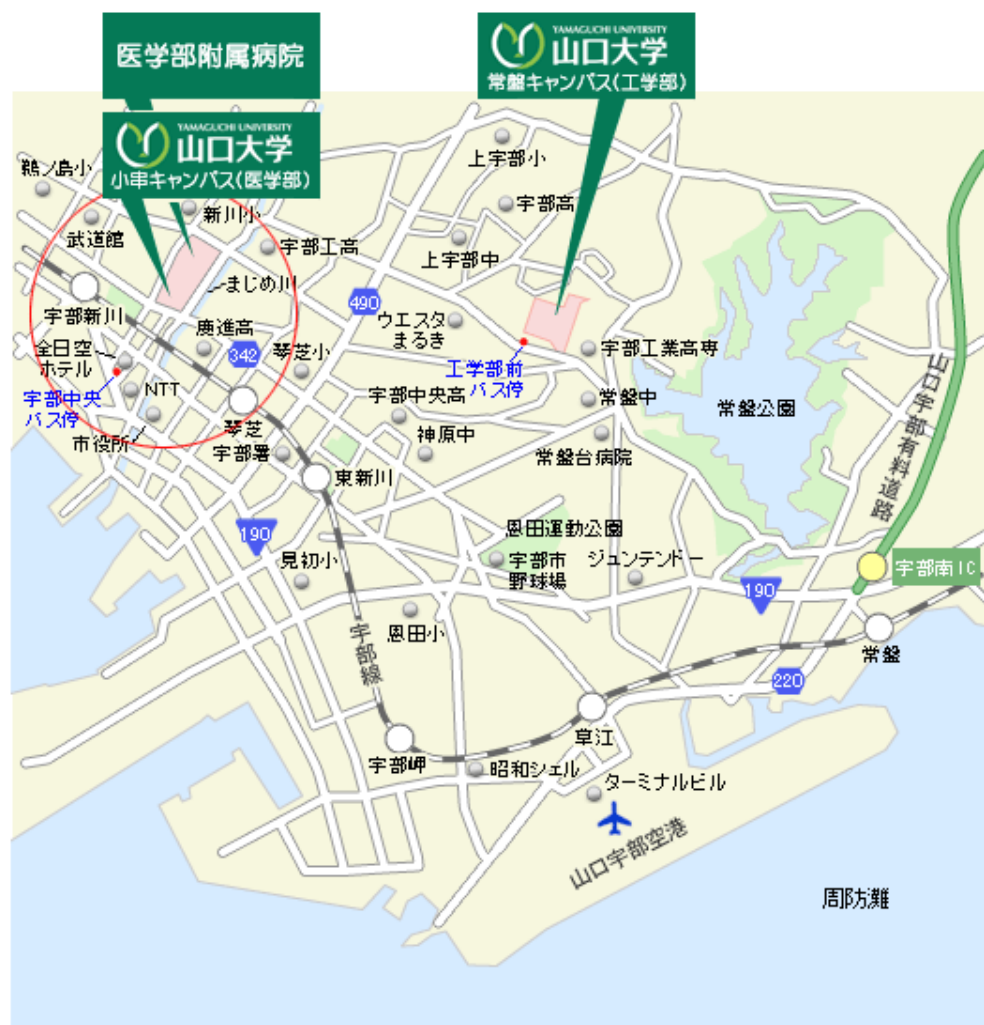 医学部附属病院
YAMAGUCHI UNIVERSITY
山口大学
常盤キャンパス(工学部)
YAMAGUCHI UNIVERSITY
山口大学
小串キャンパス(医学部)
上宇部小
鵜ノ島小
新川小
宇部高
武道館
宇部工高
上宇部中
まじめ川
490
宇部新川
ウエスタ
まるき
慶進高
342
琴芝小
宇部工業高専
全日空
ホテル
工学部前
バス停
NTT
宇部中央
バス停
宇部中央高
常盤中
常盤公園
山口宇部有料道路
市役所
琴芝
神原中
宇部署
常盤台病院
東新川
恩田運動公園
190
見初小
宇部市
野球場
ジュンテンドー
宇部南IC
190
恩田小
宇部線
常盤
220
宇部岬
草江
昭和シェル
ターミナルビル
山口宇部空港
周防灘